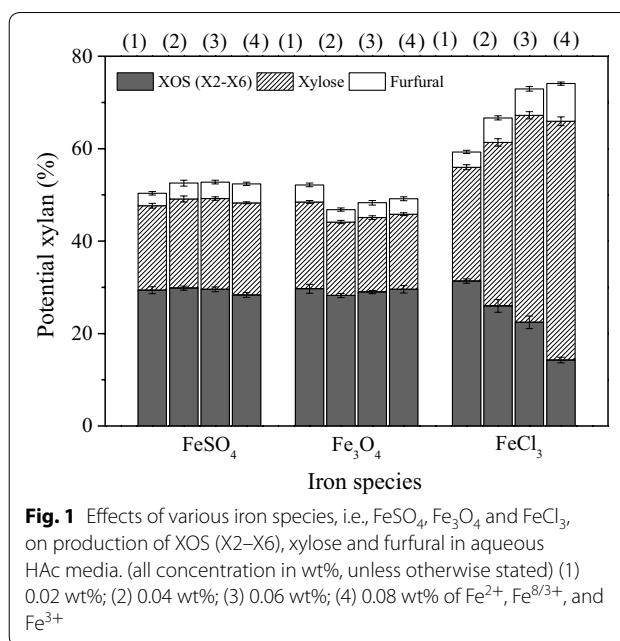 (1) (2) (3) (4) (1) (2) (3) (4) (1) (2) (3) (4)
80
XOS (X2-X6) Xylose Furfural
60
40
20
0
Potential xylan (%)
FeSO₄ Fe₃O₄ FeCl₃
Iron species
Fig. 1 Effects of various iron species, i.e., FeSO₄, Fe₃O₄ and FeCl₃,
on production of XOS (X2–X6), xylose and furfural in aqueous
HAc media. (all concentration in wt%, unless otherwise stated) (1)
0.02 wt%; (2) 0.04 wt%; (3) 0.06 wt%; (4) 0.08 wt% of Fe²⁺, Fe⁸ᐟ³⁺, and
Fe³⁺